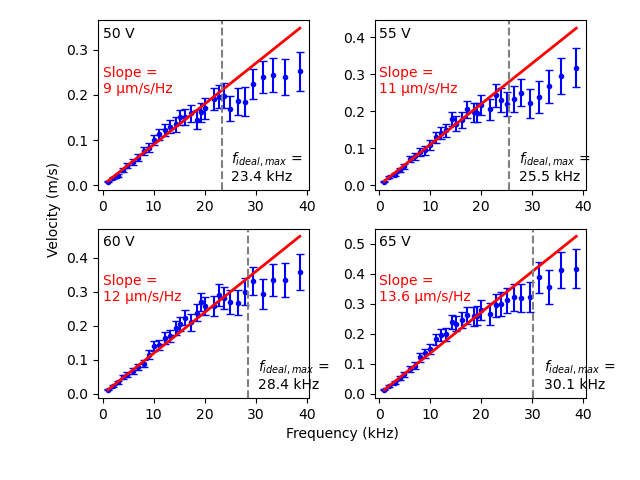 50 V
Slope =
9 μm/s/Hz
f_ideal,max =
23.4 kHz
0.3
0.2
0.1
0.0
0 10 20 30 40
55 V
Slope =
11 μm/s/Hz
f_ideal,max =
25.5 kHz
0.4
0.3
0.2
0.1
0.0
0 10 20 30 40
Velocity (m/s)
60 V
Slope =
12 μm/s/Hz
f_ideal,max =
28.4 kHz
0.4
0.3
0.2
0.1
0.0
0 10 20 30 40
65 V
Slope =
13.6 μm/s/Hz
f_ideal,max =
30.1 kHz
0.5
0.4
0.3
0.2
0.1
0.0
0 10 20 30 40
Frequency (kHz)